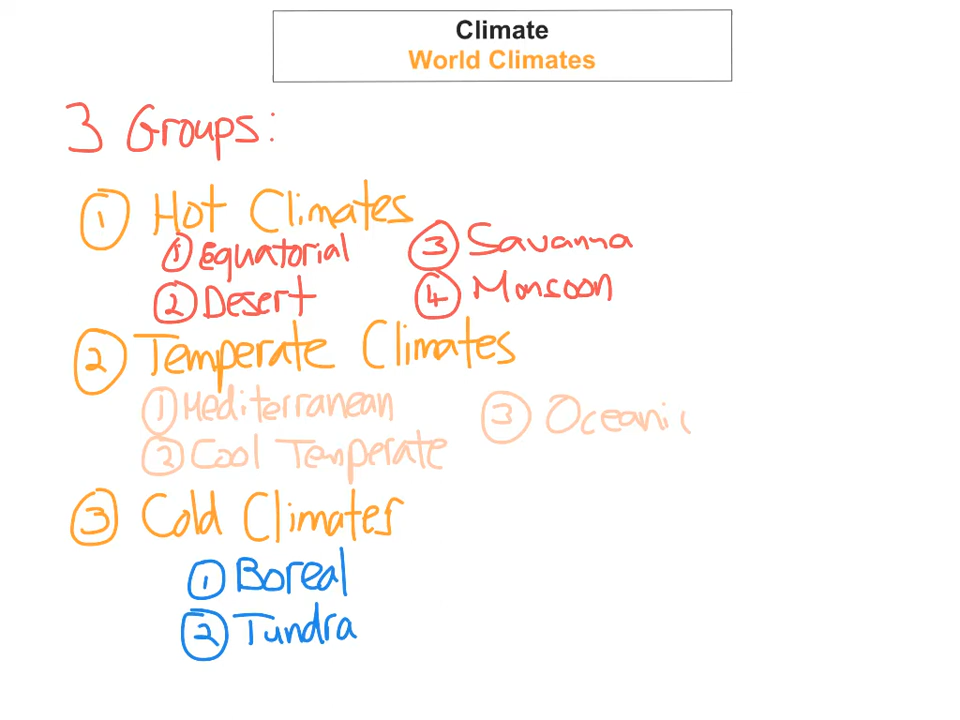 Climate
World Climates
3 Groups:
① Hot Climates
① Equatorial ③ Savanna
② Desert ④ Monsoon
② Temperate Climates
① Mediterranean ③ Oceanic
② Cool Temperate
③ Cold Climates
① Boreal
② Tundra